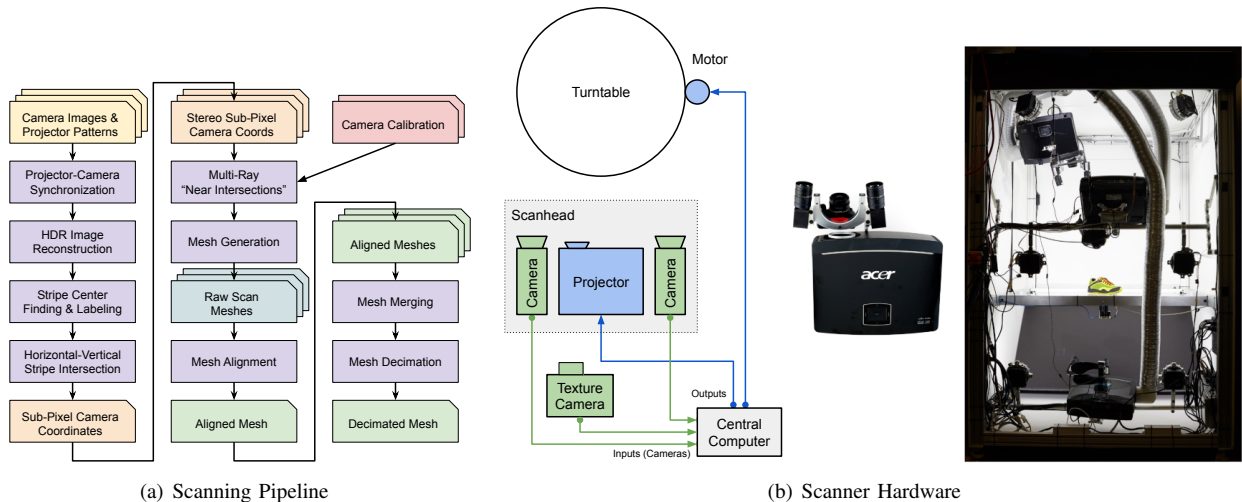 Camera Images &
Projector Patterns
Projector-Camera
Synchronization
HDR Image
Reconstruction
Stripe Center
Finding & Labeling
Horizontal-Vertical
Stripe Intersection
Sub-Pixel Camera
Coordinates
Stereo Sub-Pixel
Camera Coords
Multi-Ray
“Near Intersections”
Mesh Generation
Raw Scan
Meshes
Mesh Alignment
Aligned Mesh
Camera Calibration
Aligned Meshes
Mesh Merging
Mesh Decimation
Decimated Mesh
(a) Scanning Pipeline
Turntable
Motor
Scanhead
Camera
Projector
Camera
Texture
Camera
Outputs
Central
Computer
Inputs (Cameras)
acer
(b) Scanner Hardware